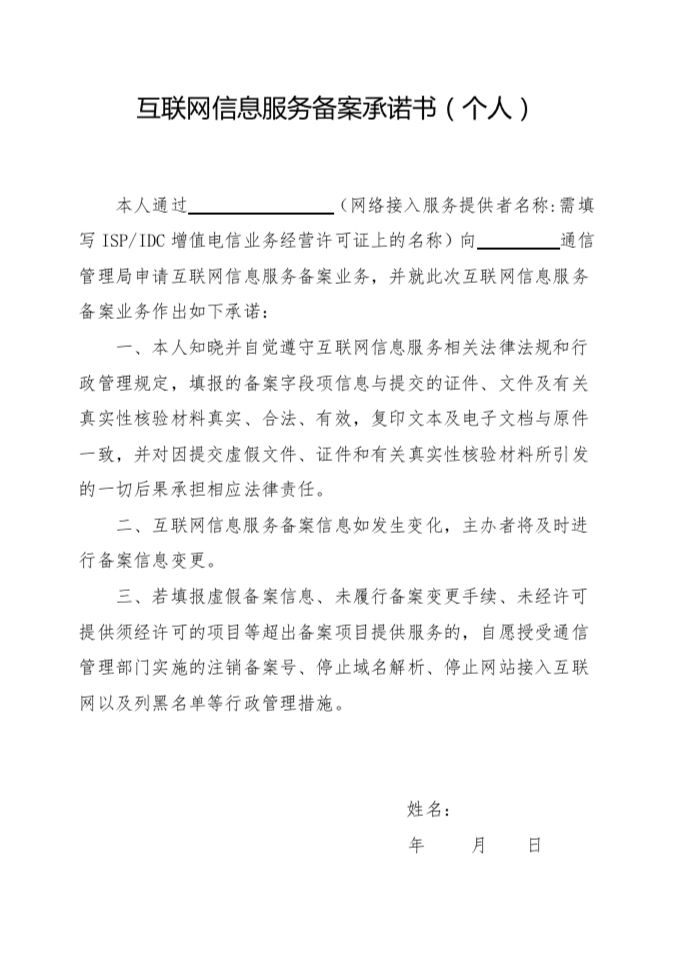 互联网信息服务备案承诺书（个人）
本人通过（网络接入服务提供者名称:需填
写 ISP/IDC 增值电信业务经营许可证上的名称）向通信
管理局申请互联网信息服务备案业务，并就此次互联网信息服务
备案业务作出如下承诺：
一、本人知晓并自觉遵守互联网信息服务相关法律法规和行
政管理规定，填报的备案字段项信息与提交的证件、文件及有关
真实性核验材料真实、合法、有效，复印文本及电子文档与原件
一致，并对因提交虚假文件、证件和有关真实性核验材料所引发
的一切后果承担相应法律责任。
二、互联网信息服务备案信息如发生变化，主办者将及时进
行备案信息变更。
三、若填报虚假备案信息、未履行备案变更手续、未经许可
提供须经许可的项目等超出备案项目提供服务的，自愿授受通信
管理部门实施的注销备案号、停止域名解析、停止网站接入互联
网以及列黑名单等行政管理措施。
姓名：
年 月 日